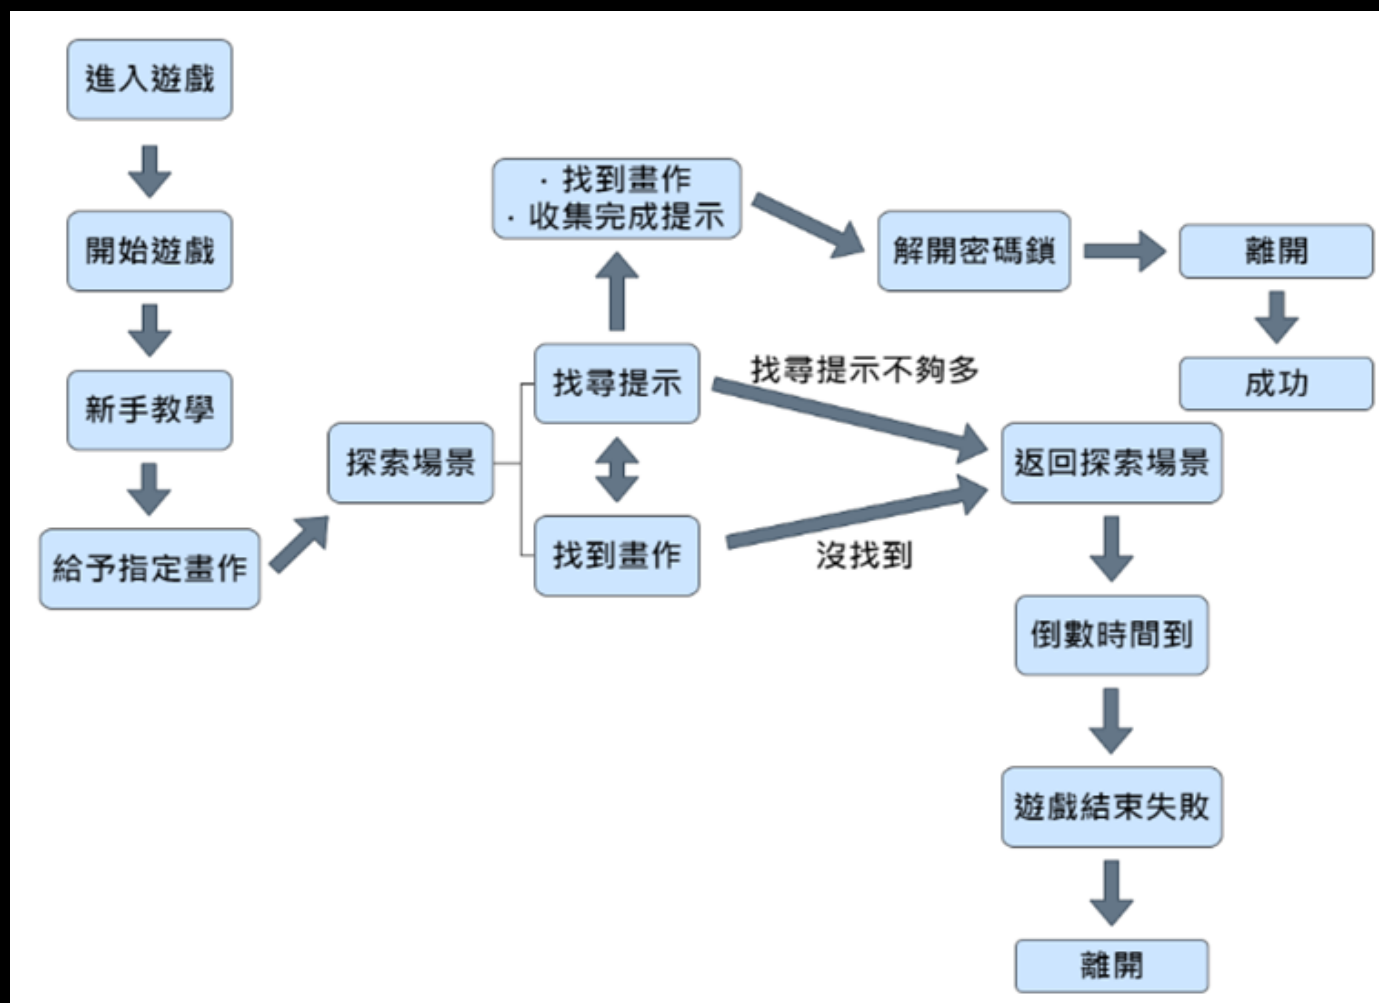 進入遊戲
開始遊戲
新手教學
給予指定畫作
探索場景
· 找到畫作
· 收集完成提示
找尋提示
找到畫作
解開密碼鎖
離開
成功
找尋提示不夠多
沒找到
返回探索場景
倒數時間到
遊戲結束失敗
離開